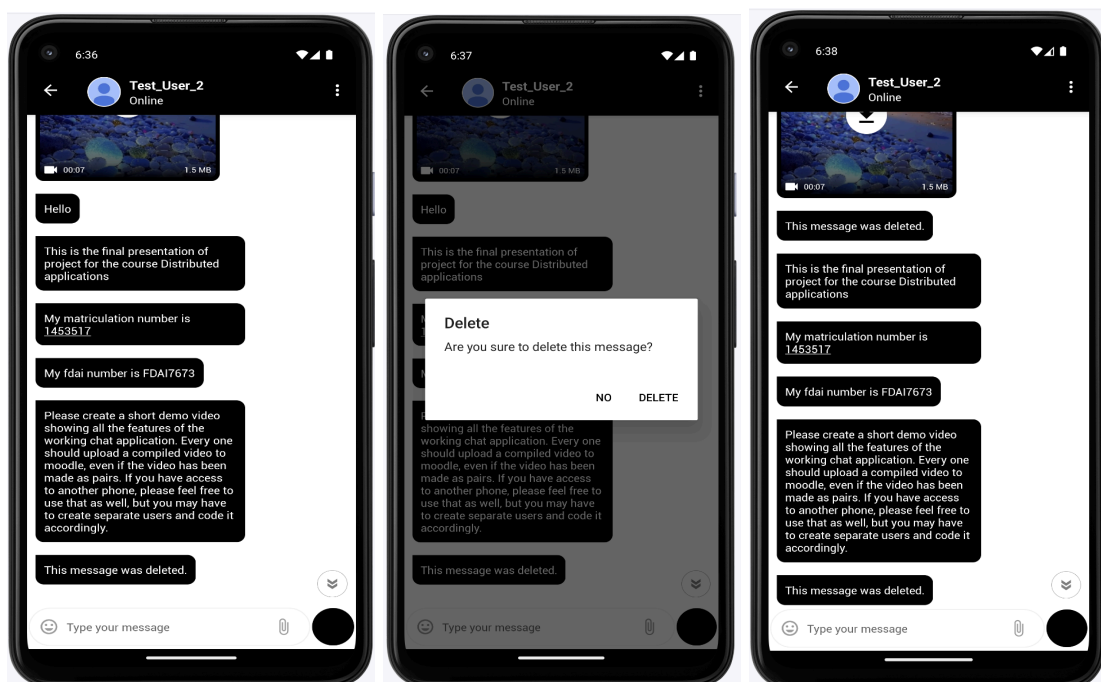 6:36
Test_User_2
Online
00:07 1.5 MB
Hello
This is the final presentation of
project for the course Distributed
applications
My matriculation number is
1453517
My fdai number is FDAI7673
Please create a short demo video
showing all the features of the
working chat application. Every one
should upload a compiled video to
moodle, even if the video has been
made as pairs. If you have access
to another phone, please feel free to
use that as well, but you may have
to create separate users and code it
accordingly.
This message was deleted.
Type your message
6:37
Test_User_2
Online
00:07 1.5 MB
Hello
This is the final presentation of
project for the course Distributed
applications
M
1
Delete
Are you sure to delete this message?
NO DELETE
M
P
showing all the features of the
working chat application. Every one
should upload a compiled video to
moodle, even if the video has been
made as pairs. If you have access
to another phone, please feel free to
use that as well, but you may have
to create separate users and code it
accordingly.
This message was deleted.
Type your message
6:38
Test_User_2
Online
00:07 1.5 MB
This message was deleted.
This is the final presentation of
project for the course Distributed
applications
My matriculation number is
1453517
My fdai number is FDAI7673
Please create a short demo video
showing all the features of the
working chat application. Every one
should upload a compiled video to
moodle, even if the video has been
made as pairs. If you have access
to another phone, please feel free to
use that as well, but you may have
to create separate users and code it
accordingly.
This message was deleted.
Type your message